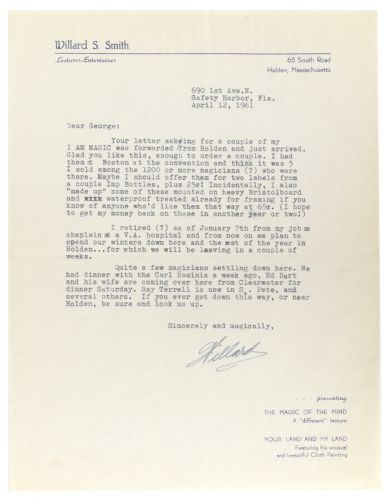 Willard S. Smith
Lecturer-Entertainer
65 South Road
Holden, Massachusetts
690 1st Ave.N.
Safety Harbor, Fla.
April 12, 1961
Dear George:
Your letter asking for a couple of my
I AM MAGIC was forwarded from Holden and just arrived.
Glad you like this, enough to order a couple. I had
them at Boston at the convention and think it was 5
I sold among the 1200 or more magicians (?) who were
there. Maybe I should offer them for two labels from
a couple Imp Bottles, plus 25¢! Incidentally, I also
"made up" some of these mounted on heavy Bristolboard
and waterproof treated already for framing if you
know of anyone who'd like them that way at 65¢. (I hope
to get my money back on these in another year or two!)
I retired (?) as of January 7th from my job as
chaplain at a V.A. hospital and from now on we plan to
spend our winters down here and the rest of the year in
Holden...for which we will be leaving in a couple of
weeks.
Quite a few magicians settling down here. We
had dinner with the Carl Rosinis a week ago, Ed Dart
and his wife are coming over here from Clearwater for
dinner Saturday. Ray Terrell is now in S. Pete, and
several others. If you ever get down this way, or near
Holden, be sure and look us up.
Sincerely and magically,
Willard
... presenting
THE MAGIC OF THE MIND
A "different" lecture
YOUR LAND AND MY LAND
Featuring his unusual
and beautiful Cloth Painting